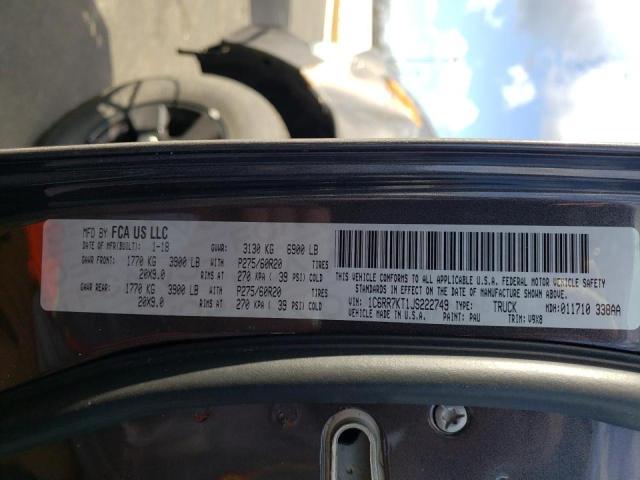 MFD BY FCA US LLC
DATE OF MFR(BUILT): 1-18 GVWR: 3130 KG 6900 LB
GAWR FRONT: 1770 KG 3900 LB WITH P275/60R20 TIRES
20X9.0 RIMS AT 270 KPA ( 39 PSI) COLD
GAWR REAR: 1770 KG 3900 LB WITH P275/60R20 TIRES
20X9.0 RIMS AT 270 KPA ( 39 PSI) COLD
THIS VEHICLE CONFORMS TO ALL APPLICABLE U.S.A. FEDERAL MOTOR VEHICLE SAFETY
STANDARDS IN EFFECT ON THE DATE OF MANUFACTURE SHOWN ABOVE.
VIN: 1C6RR7KT1JS222749 TYPE: TRUCK MDH: 011710 338AA
VEHICLE MADE IN U.S.A. PAINT: PAU TRIM: V9X8